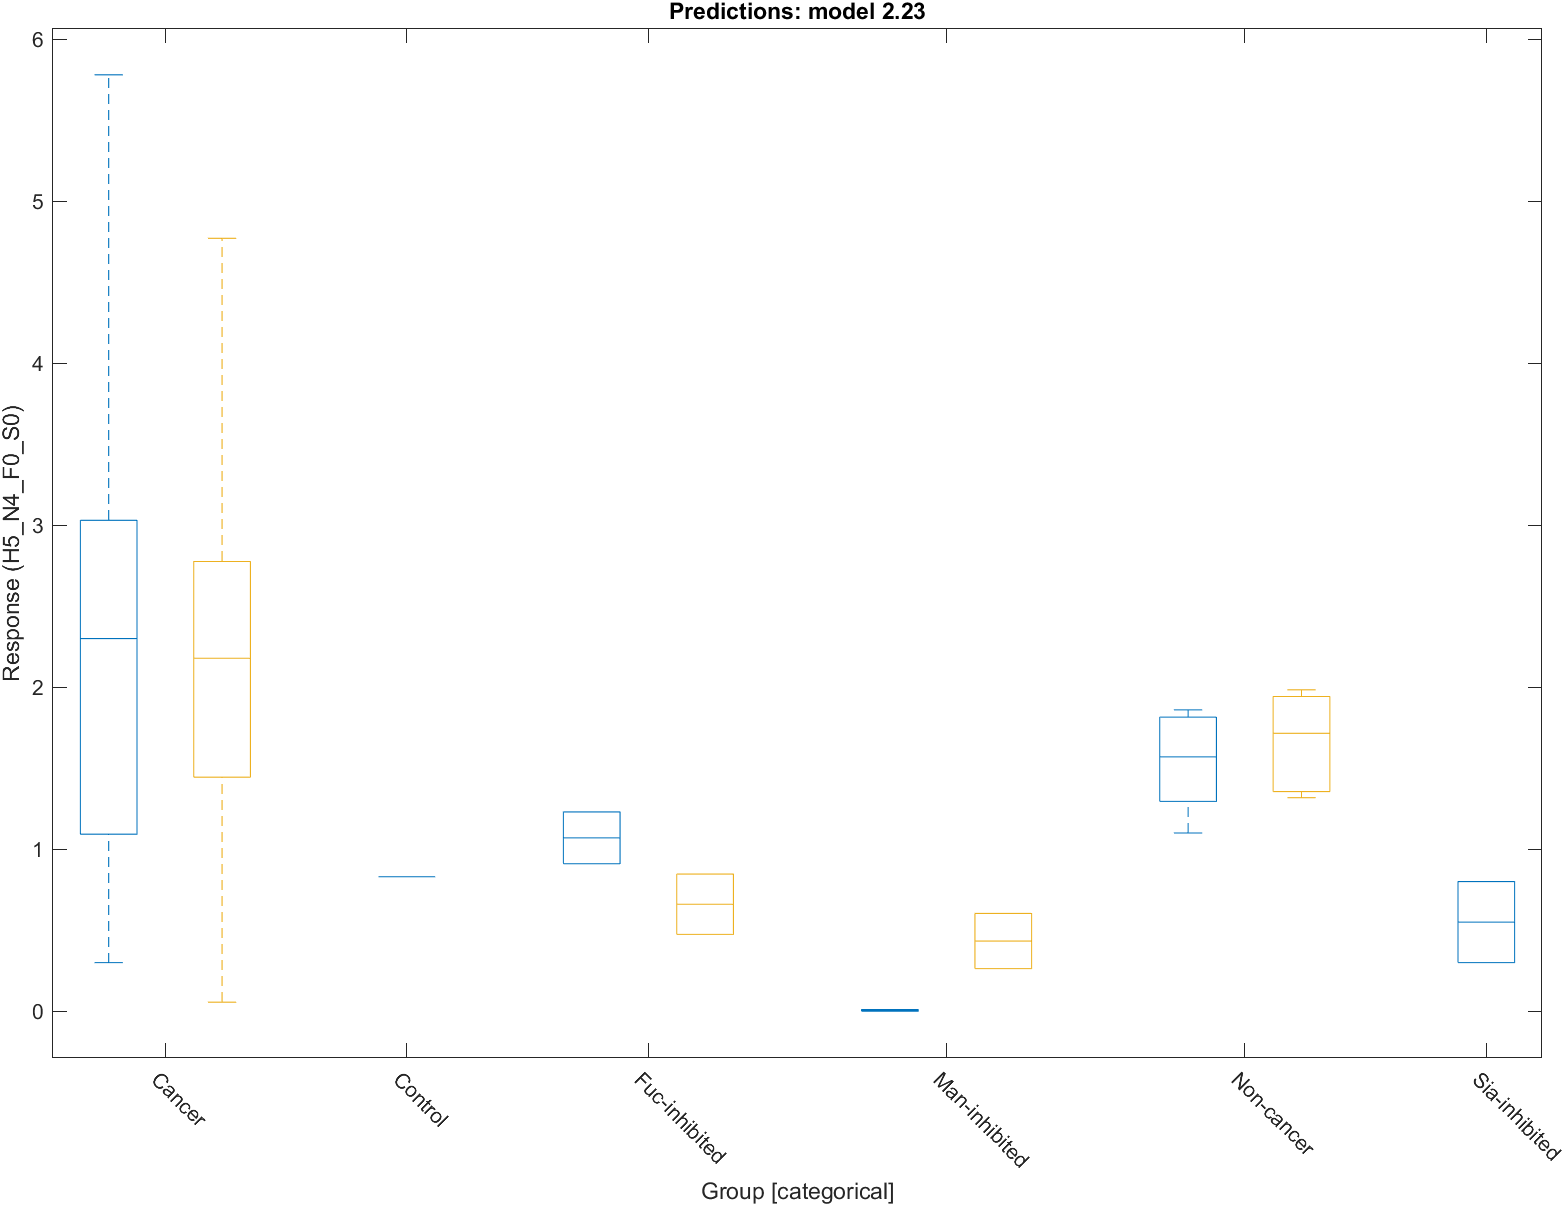 Predictions: model 2.23
6
5
4
3
2
1
0
Response (H5_N4_F0_S0)
Cancer
Control
Fuc-inhibited
Man-inhibited
Non-cancer
Sia-inhibited
Group [categorical]